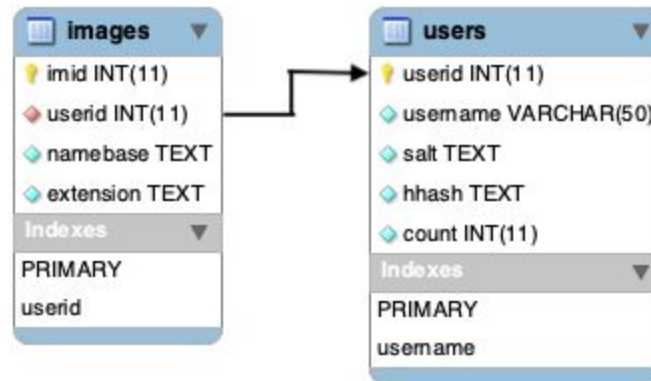 images
imid INT(11)
userid INT(11)
namebase TEXT
extension TEXT
Indexes
PRIMARY
userid
users
userid INT(11)
username VARCHAR(50)
salt TEXT
hhash TEXT
count INT(11)
Indexes
PRIMARY
username